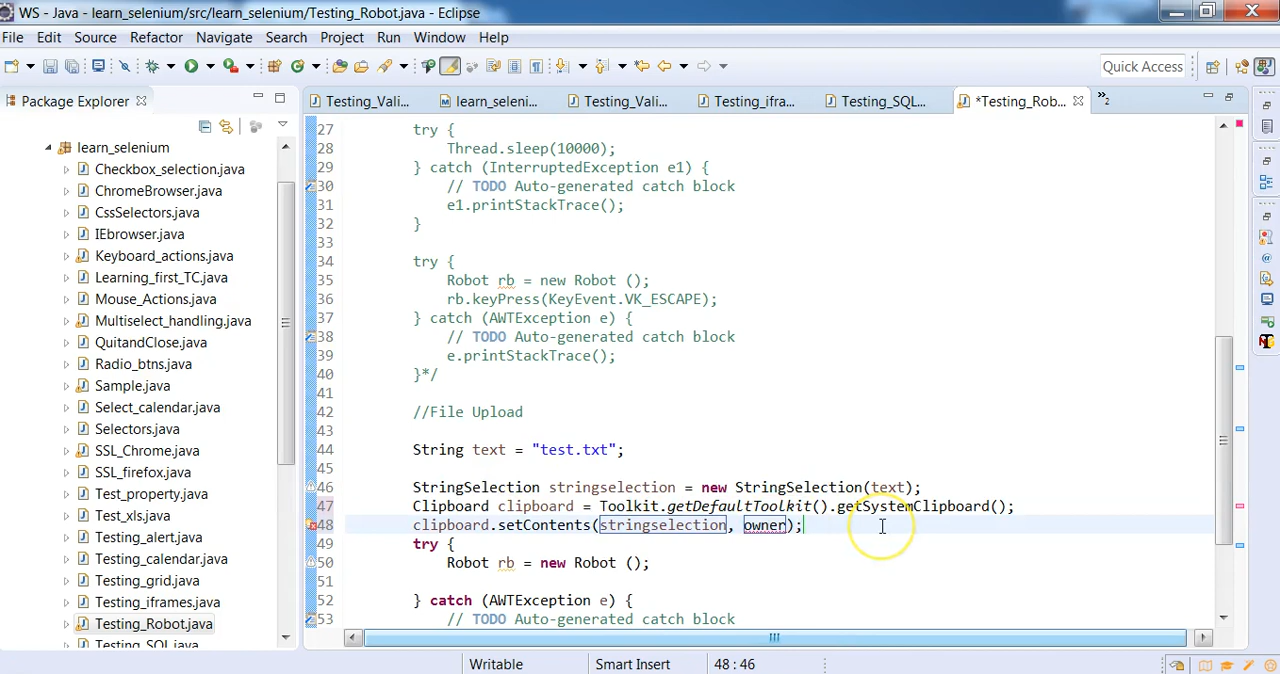 WS - Java - learn_selenium/src/learn_selenium/Testing_Robot.java - Eclipse
File Edit Source Refactor Navigate Search Project Run Window Help
Quick Access
Package Explorer
Testing_Vali...
learn_seleni...
Testing_Vali...
Testing_ifra...
Testing_SQL...
*Testing_Rob...
»2
learn_selenium
Checkbox_selection.java
ChromeBrowser.java
CssSelectors.java
IEbrowser.java
Keyboard_actions.java
Learning_first_TC.java
Mouse_Actions.java
Multiselect_handling.java
QuitandClose.java
Radio_btns.java
Sample.java
Select_calendar.java
Selectors.java
SSL_Chrome.java
SSL_firefox.java
Test_property.java
Test_xls.java
Testing_alert.java
Testing_calendar.java
Testing_grid.java
Testing_iframes.java
Testing_Robot.java
Testing_SQL.java
27 try {
28 Thread.sleep(10000);
29 } catch (InterruptedException e1) {
30 // TODO Auto-generated catch block
31 e1.printStackTrace();
32 }
33
34 try {
35 Robot rb = new Robot ();
36 rb.keyPress(KeyEvent.VK_ESCAPE);
37 } catch (AWTException e) {
38 // TODO Auto-generated catch block
39 e.printStackTrace();
40 }*/
41
42 //File Upload
43
44 String text = "test.txt";
45
46 StringSelection stringselection = new StringSelection(text);
47 Clipboard clipboard = Toolkit.getDefaultToolkit().getSystemClipboard();
48 clipboard.setContents(stringselection, owner);
49 try {
50 Robot rb = new Robot ();
51
52 } catch (AWTException e) {
53 // TODO Auto-generated catch block
Writable Smart Insert 48 : 46